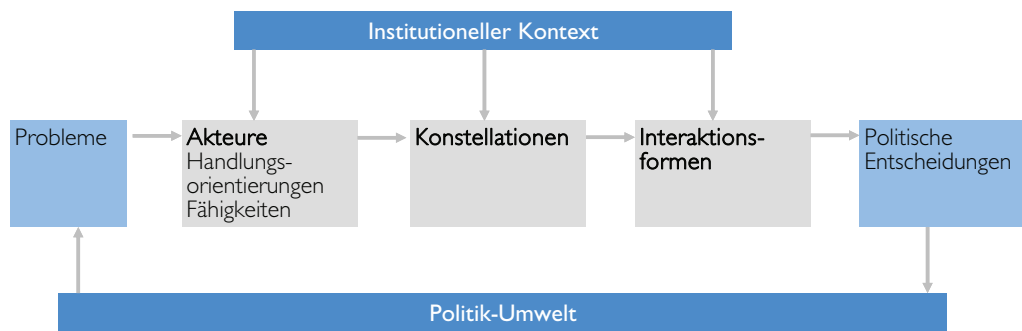 Institutioneller Kontext
Probleme
Akteure
Handlungs-
orientierungen
Fähigkeiten
Konstellationen
Interaktions-
formen
Politische
Entscheidungen
Politik-Umwelt